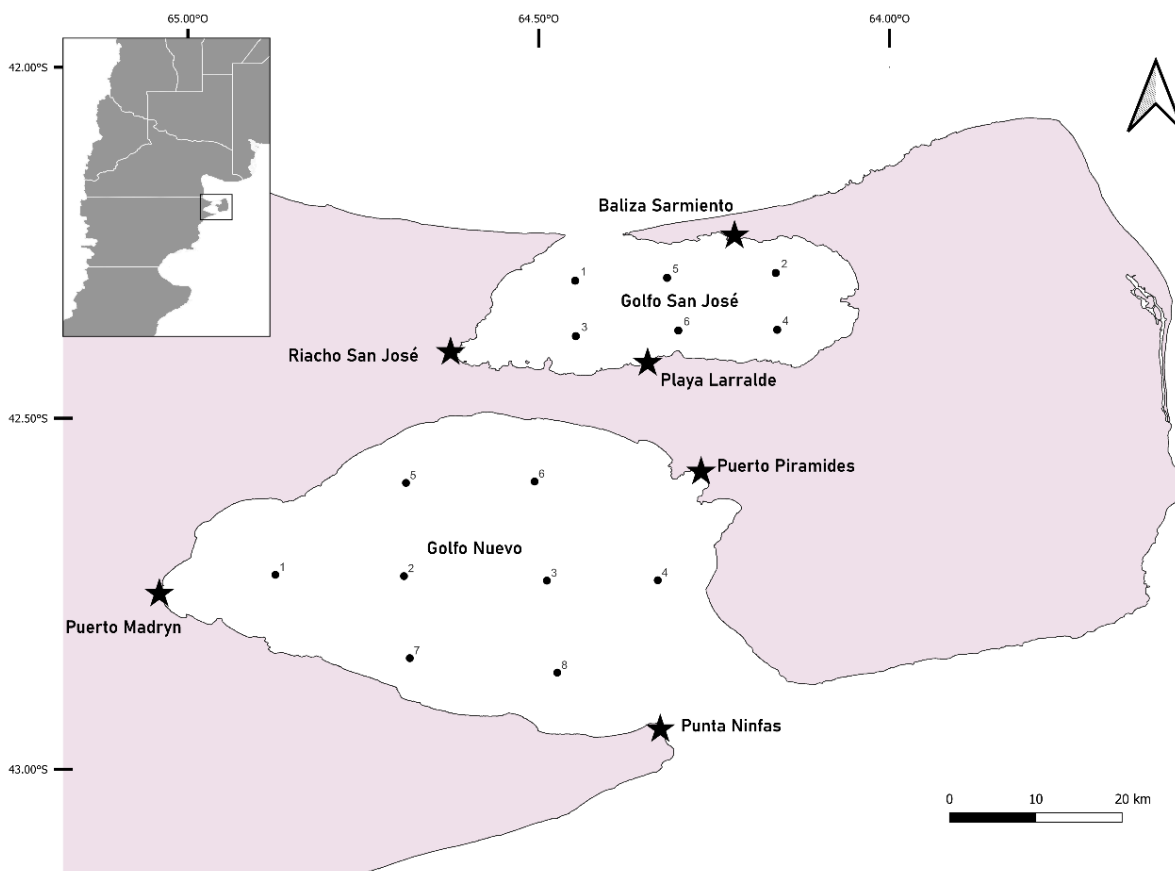 65.00°O
64.50°O
64.00°O
42.00°S
Baliza Sarmiento
1
5
2
Golfo San José
3
6
4
Riacho San José
Playa Larralde
42.50°S
Puerto Piramides
5
6
Golfo Nuevo
1
2
3
4
Puerto Madryn
7
8
Punta Ninfas
43.00°S
0 10 20 km